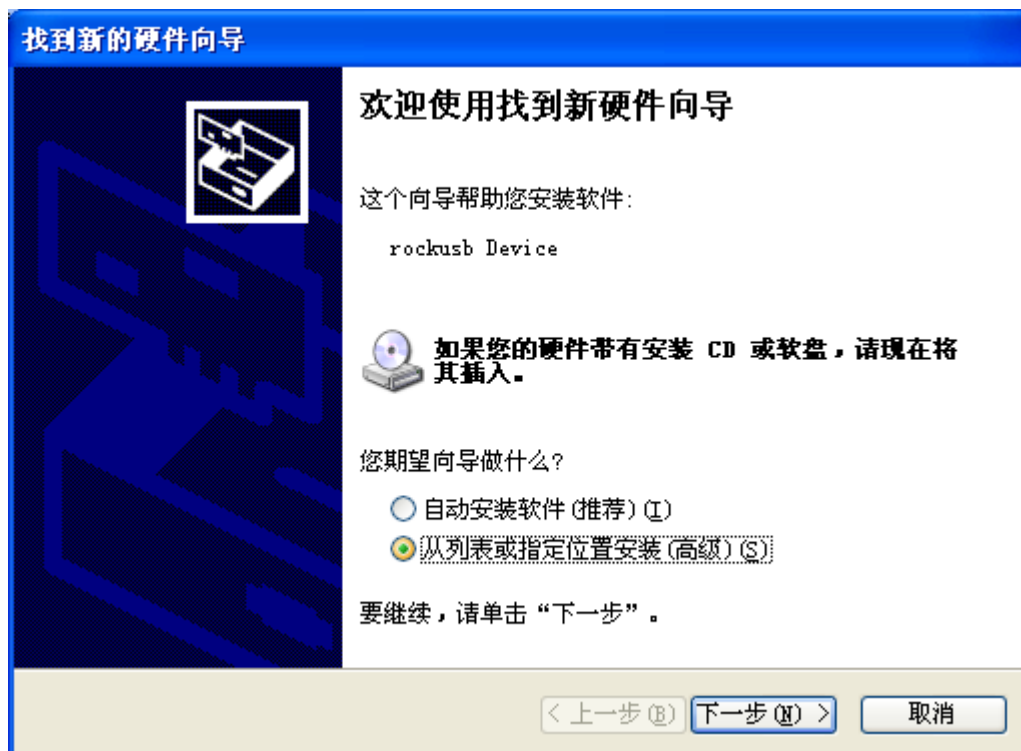 找到新的硬件向导
欢迎使用找到新硬件向导
这个向导帮助您安装软件:
rockusb Device
如果您的硬件带有安装 CD 或软盘，请现在将
其插入。
您期望向导做什么?
自动安装软件(推荐)(I)
从列表或指定位置安装(高级)(S)
要继续，请单击“下一步”。
< 上一步(B) 下一步(N) > 取消